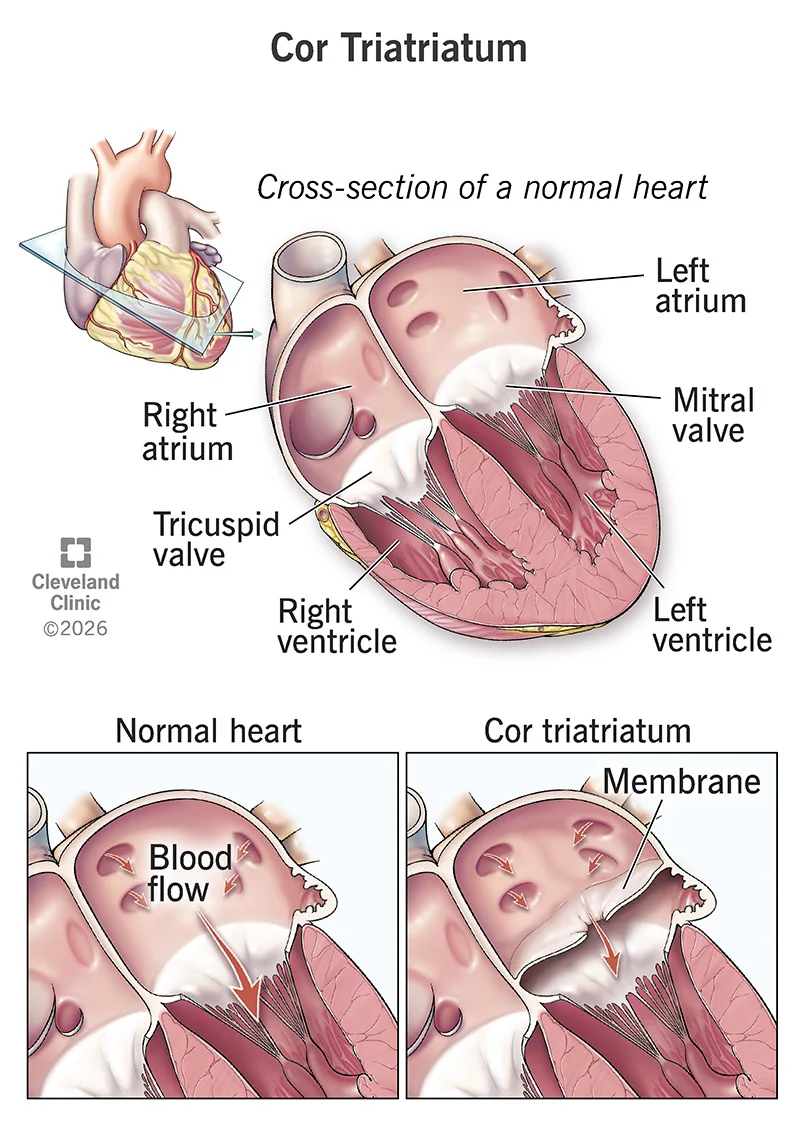 Cor Triatriatum
Cross-section of a normal heart
Left
atrium
Mitral
valve
Right
atrium
Tricuspid
valve
Cleveland
Clinic
©2026
Right
ventricle
Left
ventricle
Normal heart
Cor triatriatum
Blood
flow
Membrane